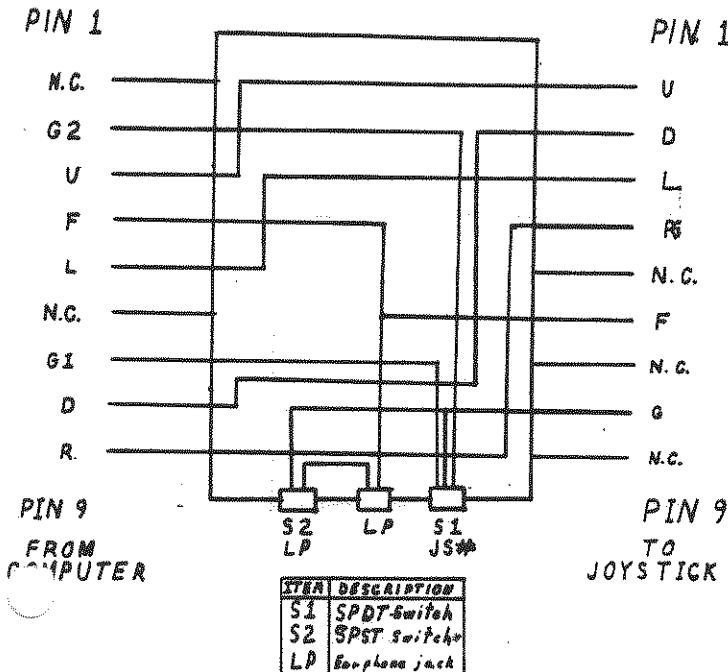 PIN 1
N.C.
G2
U
F
L
N.C.
G1
D
R
PIN 9
FROM
COMPUTER
PIN 1
U
D
L
R
N.C.
F
N.C.
G
N.C.
PIN 9
TO
JOYSTICK
S2
LP
LP
S1
JS#
ITEM DESCRIPTION
S1 SPDT Switch
S2 SPST Switch
LP Earphone jack